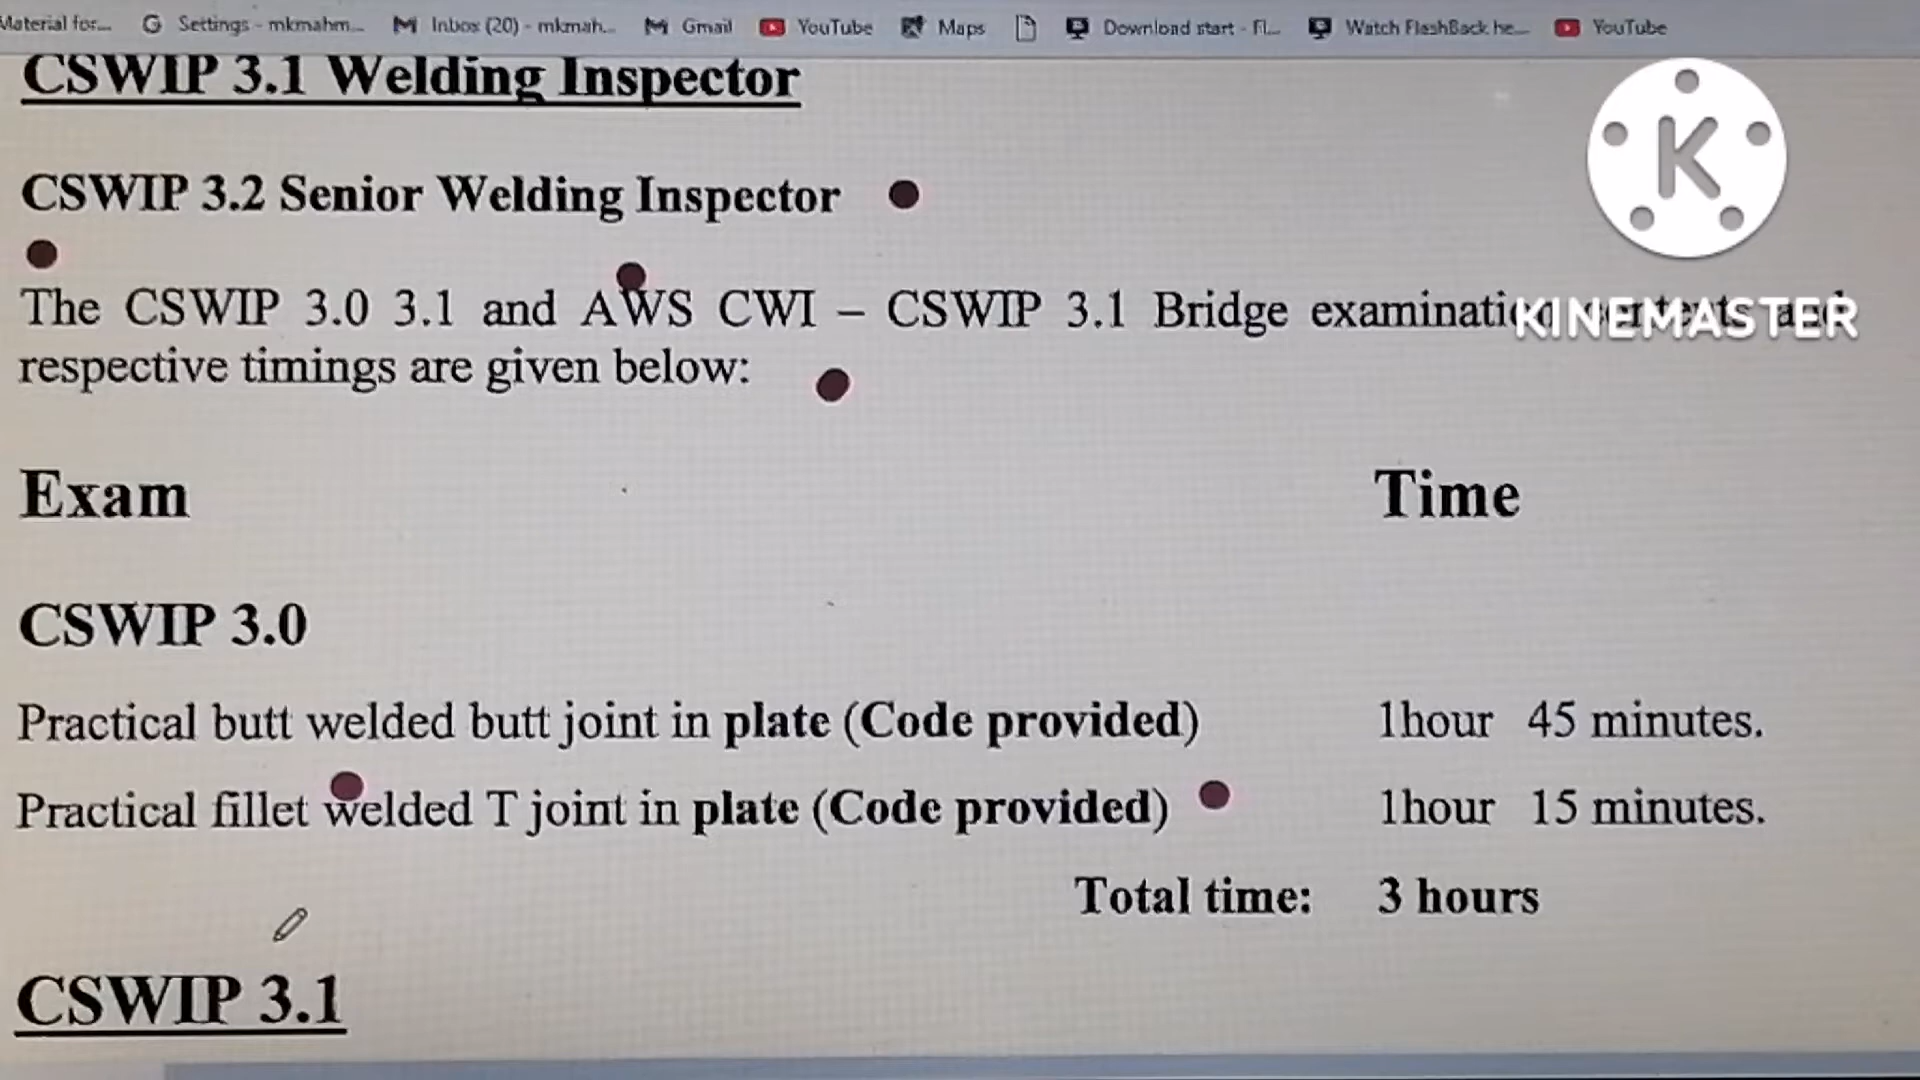 Material for... Settings - mkmahm... Inbox (20) - mkmah... Gmail YouTube Maps Download start - Fl... Watch FlashBack he... YouTube
CSWIP 3.1 Welding Inspector
CSWIP 3.2 Senior Welding Inspector
K
The CSWIP 3.0 3.1 and AWS CWI – CSWIP 3.1 Bridge examination contents and
KINEMASTER
respective timings are given below:
Exam Time
CSWIP 3.0
Practical butt welded butt joint in plate (Code provided) 1hour 45 minutes.
Practical fillet welded T joint in plate (Code provided) 1hour 15 minutes.
Total time: 3 hours
CSWIP 3.1